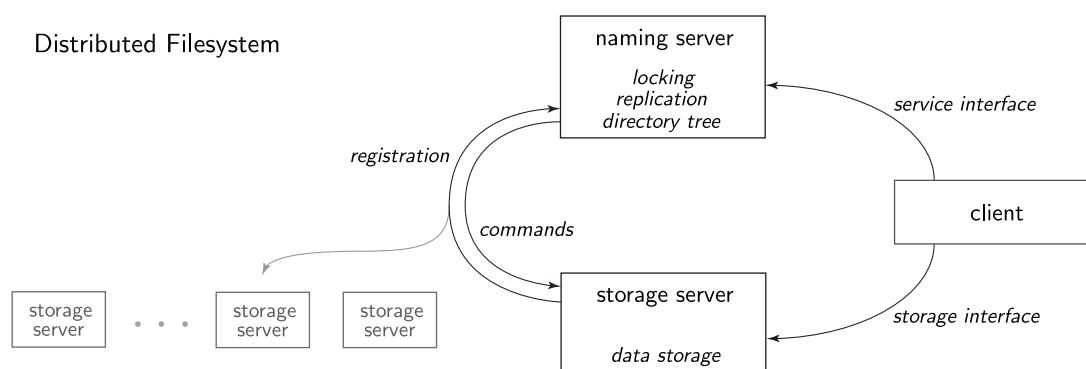 Distributed Filesystem
naming server
locking
replication
directory tree
service interface
registration
client
commands
storage server
storage
server
storage
server
storage
server
storage interface
data storage